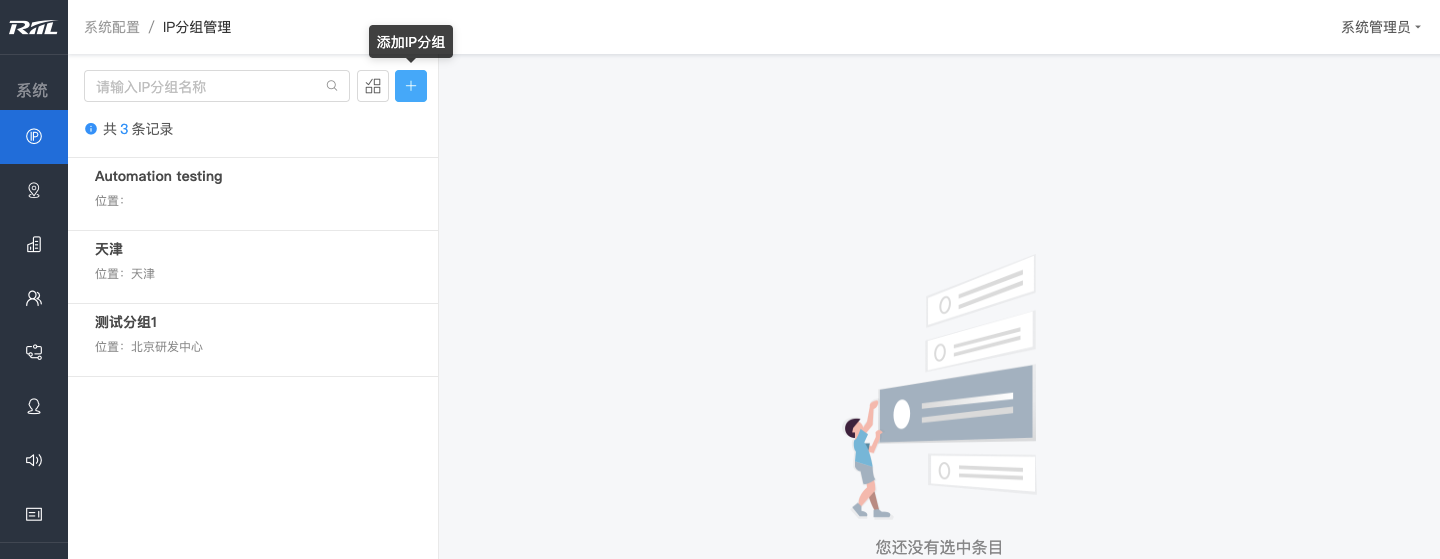 系统配置 / IP分组管理
系统管理员
添加IP分组
系统
请输入IP分组名称
共 3 条记录
Automation testing
位置：
天津
位置：天津
测试分组1
位置：北京研发中心
您还没有选中条目